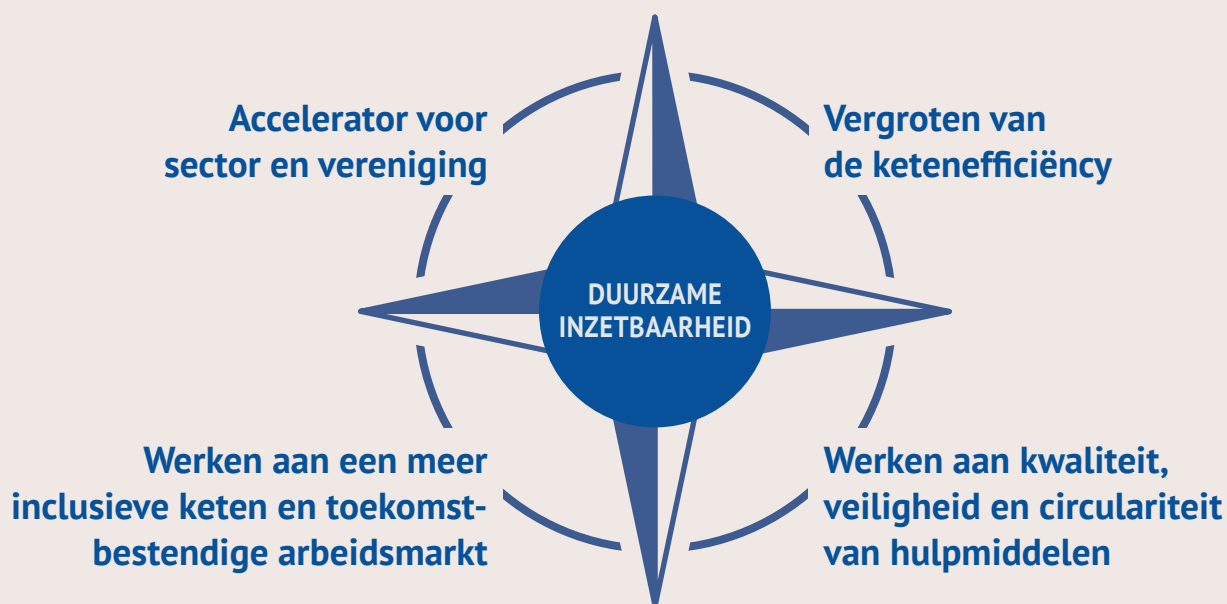 Accelerator voor
sector en vereniging
Vergroten van
de ketenefficiëncy
DUURZAME
INZETBAARHEID
Werken aan een meer
inclusieve keten en toekomst-
bestendige arbeidsmarkt
Werken aan kwaliteit,
veiligheid en circulariteit
van hulpmiddelen